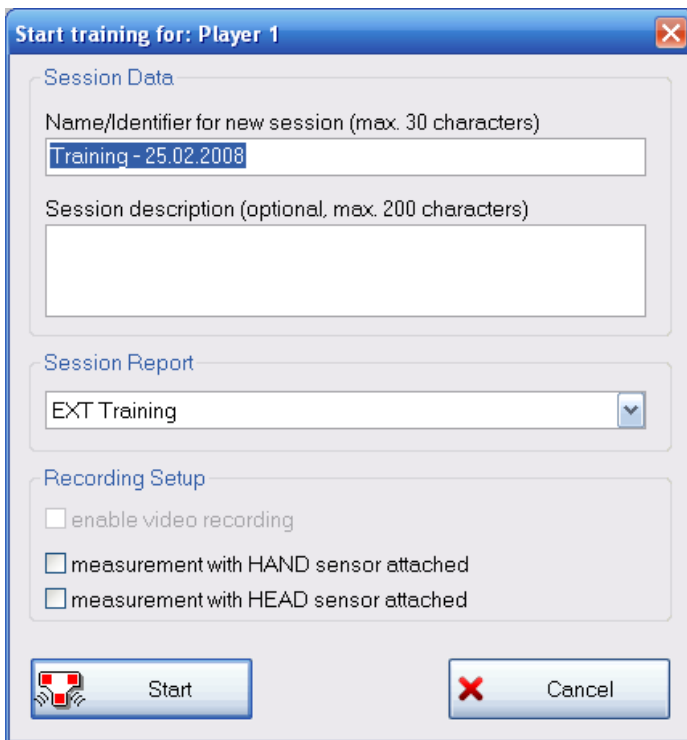 Start training for: Player 1
Session Data
Name/Identifier for new session (max. 30 characters)
Training - 25.02.2008
Session description (optional, max. 200 characters)
Session Report
EXT Training
Recording Setup
enable video recording
measurement with HAND sensor attached
measurement with HEAD sensor attached
Start
Cancel